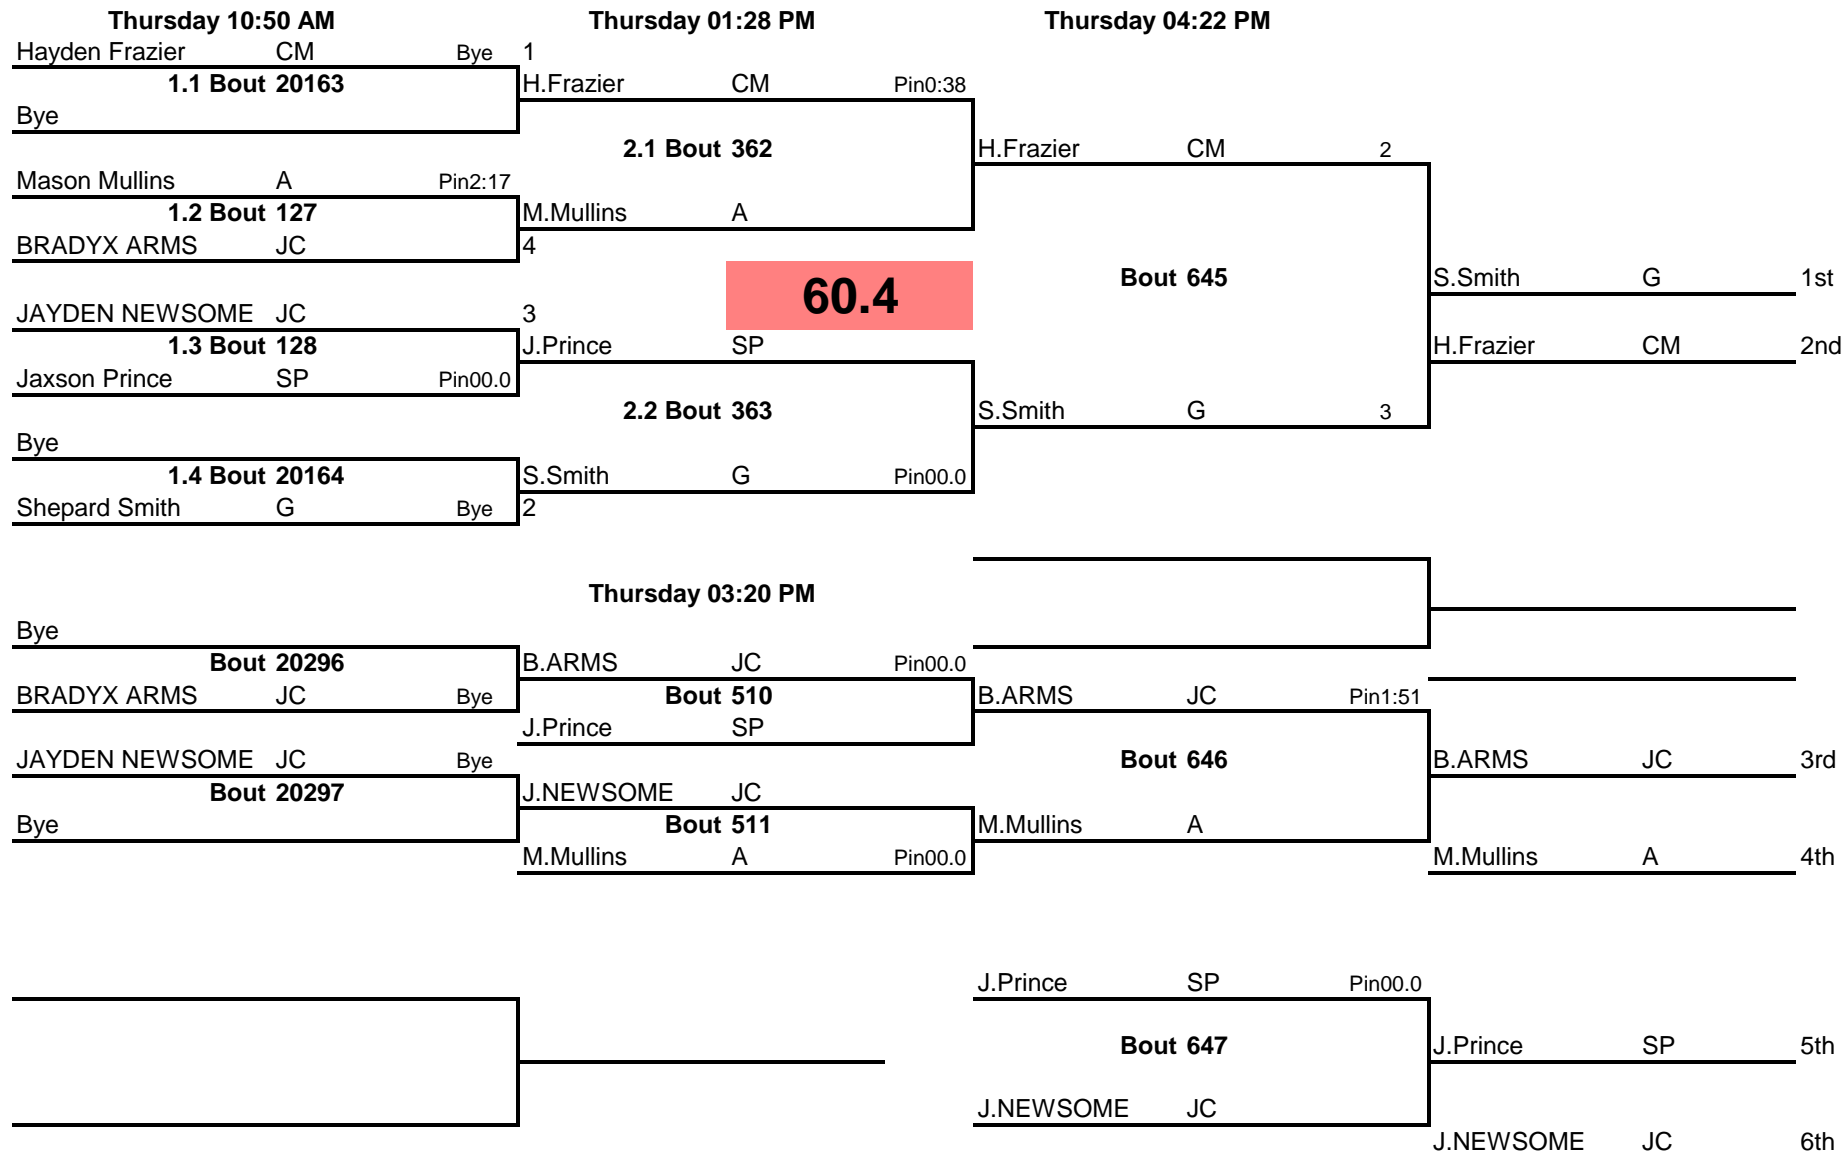 Thursday 10:50 AM Thursday 01:28 PM Thursday 04:22 PM
Hayden Frazier CM Bye 1
1.1 Bout 20163 H.Frazier CM Pin0:38
Bye
2.1 Bout 362 H.Frazier CM 2
Mason Mullins A Pin2:17
1.2 Bout 127 M.Mullins A
BRADYX ARMS JC 4
Bout 645 S.Smith G 1st
60.4
JAYDEN NEWSOME JC 3
1.3 Bout 128 J.Prince SP H.Frazier CM 2nd
Jaxson Prince SP Pin00.0
2.2 Bout 363 S.Smith G 3
Bye
1.4 Bout 20164 S.Smith G Pin00.0
Shepard Smith G Bye 2
Thursday 03:20 PM
Bye
Bout 20296 B.ARMS JC Pin00.0
BRADYX ARMS JC Bye Bout 510 B.ARMS JC Pin1:51
J.Prince SP
JAYDEN NEWSOME JC Bye Bout 646 B.ARMS JC 3rd
Bout 20297 J.NEWSOME JC
Bye Bout 511 M.Mullins A
M.Mullins A Pin00.0 M.Mullins A 4th
J.Prince SP Pin00.0
Bout 647 J.Prince SP 5th
J.NEWSOME JC
J.NEWSOME JC 6th